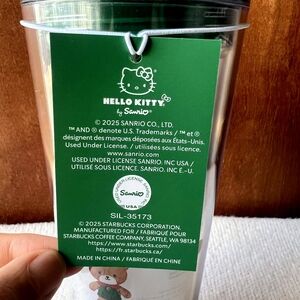 HELLO KITTY
by Sanrio
© 2025 SANRIO CO., LTD.
™ AND ® denote U.S. Trademarks / ™ et ®
désignent des marques déposées aux États-Unis.
Used Under License. / utilisées sous licence.
www.sanrio.com
USED UNDER LICENSE SANRIO. INC USA /
UTILISÉ SOUS LICENCE. SANRIO. INC É.-U.
Sanrio
USA
SIL-35173
© 2025 STARBUCKS CORPORATION.
MANUFACTURED FOR / FABRIQUÉ POUR
STARBUCKS COFFEE COMPANY, SEATTLE, WA 98134
https://www.starbucks.com/
https://fr.starbucks.ca/
MADE IN CHINA / FABRIQUÉ EN CHINE